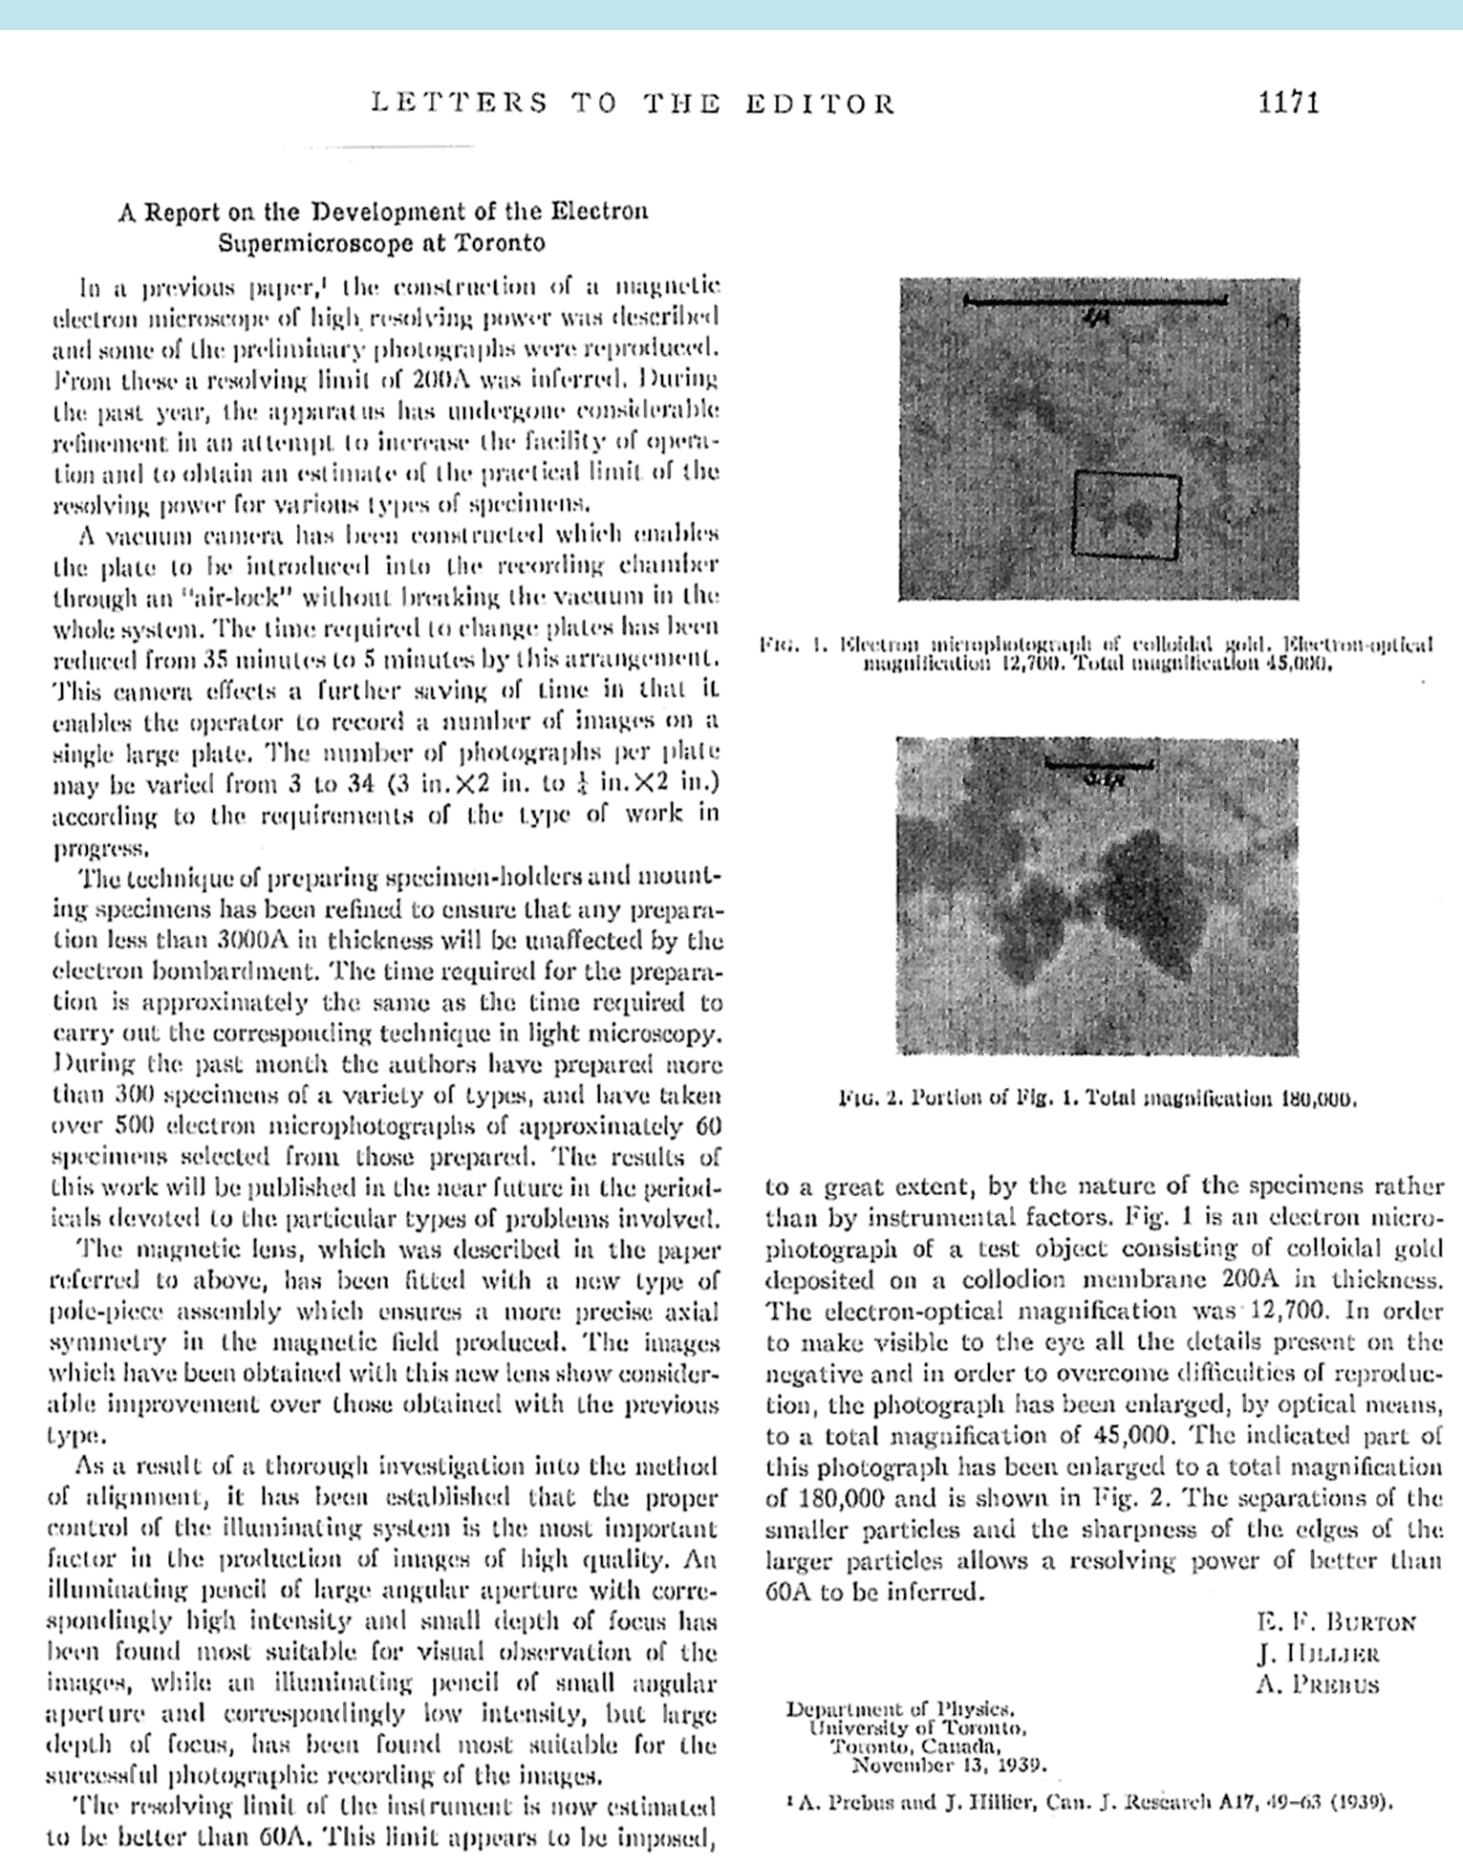 LETTERS TO THE EDITOR 1171
A Report on the Development of the Electron
Supermicroscope at Toronto
In a previous paper,¹ the construction of a magnetic
electron microscope of high resolving power was described
and some of the preliminary photographs were reproduced.
From these a resolving limit of 200A was inferred. During
the past year, the apparatus has undergone considerable
refinement in an attempt to increase the facility of opera-
tion and to obtain an estimate of the practical limit of the
resolving power for various types of specimens.
A vacuum camera has been constructed which enables
the plate to be introduced into the recording chamber
through an "air-lock" without breaking the vacuum in the
whole system. The time required to change plates has been
reduced from 35 minutes to 5 minutes by this arrangement.
This camera effects a further saving of time in that it
enables the operator to record a number of images on a
single large plate. The number of photographs per plate
may be varied from 3 to 34 (3 in.×2 in. to in.×2 in.)
according to the requirements of the type of work in
progress.
The technique of preparing specimen-holders and mount-
ing specimens has been refined to ensure that any prepara-
tion less than 3000A in thickness will be unaffected by the
electron bombardment. The time required for the prepara-
tion is approximately the same as the time required to
carry out the corresponding technique in light microscopy.
During the past month the authors have prepared more
than 300 specimens of a variety of types, and have taken
over 500 electron microphotographs of approximately 60
specimens selected from those prepared. The results of
this work will be published in the near future in the period-
icals devoted to the particular types of problems involved.
The magnetic lens, which was described in the paper
referred to above, has been fitted with a new type of
pole-piece assembly which ensures a more precise axial
symmetry in the magnetic field produced. The images
which have been obtained with this new lens show consider-
able improvement over those obtained with the previous
type.
As a result of a thorough investigation into the method
of alignment, it has been established that the proper
control of the illuminating system is the most important
factor in the production of images of high quality. An
illuminating pencil of large angular aperture with corre-
spondingly high intensity and small depth of focus has
been found most suitable for visual observation of the
images, while an illuminating pencil of small angular
aperture and correspondingly low intensity, but large
depth of focus, has been found most suitable for the
successful photographic recording of the images.
The resolving limit of the instrument is now estimated
to be better than 60A. This limit appears to be imposed,
1μ
FIG. 1. Electron microphotograph of colloidal gold. Electron-optical
magnification 12,700. Total magnification 45,000.
0.1μ
FIG. 2. Portion of Fig. 1. Total magnification 180,000.
to a great extent, by the nature of the specimens rather
than by instrumental factors. Fig. 1 is an electron micro-
photograph of a test object consisting of colloidal gold
deposited on a collodion membrane 200A in thickness.
The electron-optical magnification was 12,700. In order
to make visible to the eye all the details present on the
negative and in order to overcome difficulties of reproduc-
tion, the photograph has been enlarged, by optical means,
to a total magnification of 45,000. The indicated part of
this photograph has been enlarged to a total magnification
of 180,000 and is shown in Fig. 2. The separations of the
smaller particles and the sharpness of the edges of the
larger particles allows a resolving power of better than
60A to be inferred.
E. F. BURTON
J. HILLIER
A. PREBUS
Department of Physics,
University of Toronto,
Toronto, Canada,
November 13, 1939.
¹ A. Prebus and J. Hillier, Can. J. Research A17, 49–63 (1939).